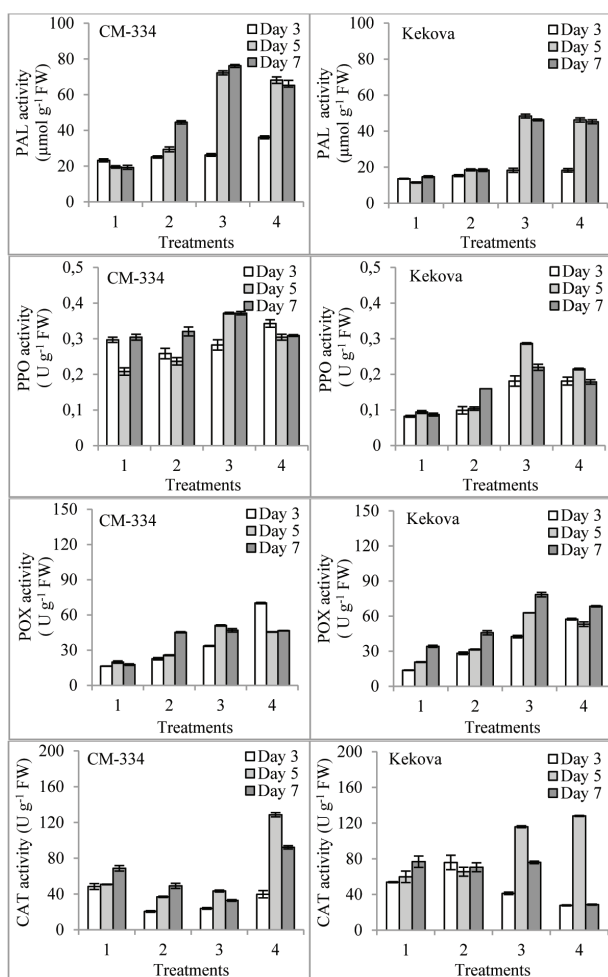 CM-334
Day 3
Day 5
Day 7
PAL activity
(µmol g-1 FW)
100
80
60
40
20
0
1 2 3 4
Treatments
Kekova
Day 3
Day 5
Day 7
PAL activity
(µmol g-1 FW)
100
80
60
40
20
0
1 2 3 4
Treatments
CM-334
Day 3
Day 5
Day 7
PPO activity
( U g-1 FW)
0,5
0,4
0,3
0,2
0,1
0
1 2 3 4
Treatments
Kekova
Day 3
Day 5
Day 7
PPO activity
( U g-1 FW)
0,5
0,4
0,3
0,2
0,1
0
1 2 3 4
Treatments
CM-334
Day 3
Day 5
Day 7
POX activity
( U g-1 FW)
150
120
90
60
30
0
1 2 3 4
Treatments
Kekova
Day 3
Day 5
Day 7
POX activity
( U g-1 FW)
150
120
90
60
30
0
1 2 3 4
Treatments
CM-334
Day 3
Day 5
Day 7
CAT activity (U g-1 FW)
200
160
120
80
40
0
1 2 3 4
Treatments
Kekova
Day 3
Day 5
Day 7
CAT activity (U g-1 FW)
200
160
120
80
40
0
1 2 3 4
Treatments